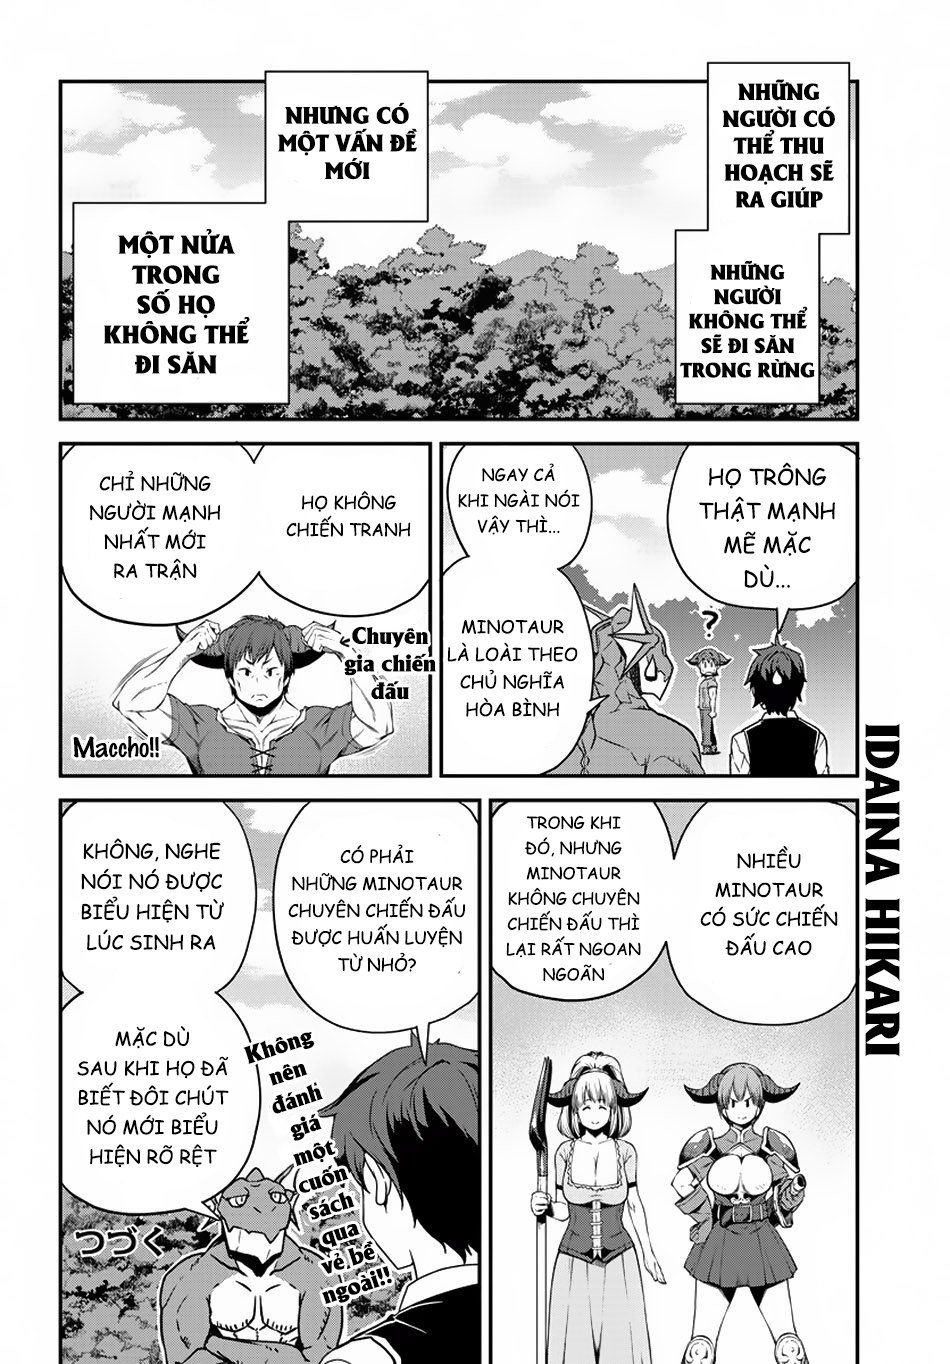 NHỮNG
NGƯỜI CÓ
THỂ THU
HOẠCH SẼ
RA GIÚP
NHỮNG
NGƯỜI
KHÔNG THỂ
SẼ ĐI SĂN
TRONG RỪNG
NHƯNG CÓ
MỘT VẤN ĐỀ
MỚI
MỘT NỬA
TRONG
SỐ HỌ
KHÔNG THỂ
ĐI SĂN
HỌ TRÔNG
THẬT MẠNH
MẼ MẶC
DÙ...
?
NGAY CẢ
KHI NGÀI NÓI
VẬY THÌ...
MINOTAUR
LÀ LOÀI THEO
CHỦ NGHĨA
HÒA BÌNH
HỌ KHÔNG
CHIẾN TRANH
CHỈ NHỮNG
NGƯỜI MẠNH
NHẤT MỚI
RA TRẬN
Chuyên
gia chiến
đấu
Maccho!!
IDAINA HIKARI
NHIỀU
MINOTAUR
CÓ SỨC CHIẾN
ĐẤU CAO
TRONG KHI
ĐÓ, NHƯNG
MINOTAUR
KHÔNG CHUYÊN
CHIẾN ĐẤU THÌ
LẠI RẤT NGOAN
NGOÃN
CÓ PHẢI
NHỮNG MINOTAUR
CHUYÊN CHIẾN ĐẤU
ĐƯỢC HUẤN LUYỆN
TỪ NHỎ?
KHÔNG, NGHE
NÓI NÓ ĐƯỢC
BIỂU HIỆN TỪ
LÚC SINH RA
MẶC DÙ
SAU KHI HỌ ĐÃ
BIẾT ĐÔI CHÚT
NÓ MỚI BIỂU
HIỆN RÕ RỆT
Không
nên
đánh
giá
một
cuốn
sách
qua
vẻ bề
ngoài!!
つづく